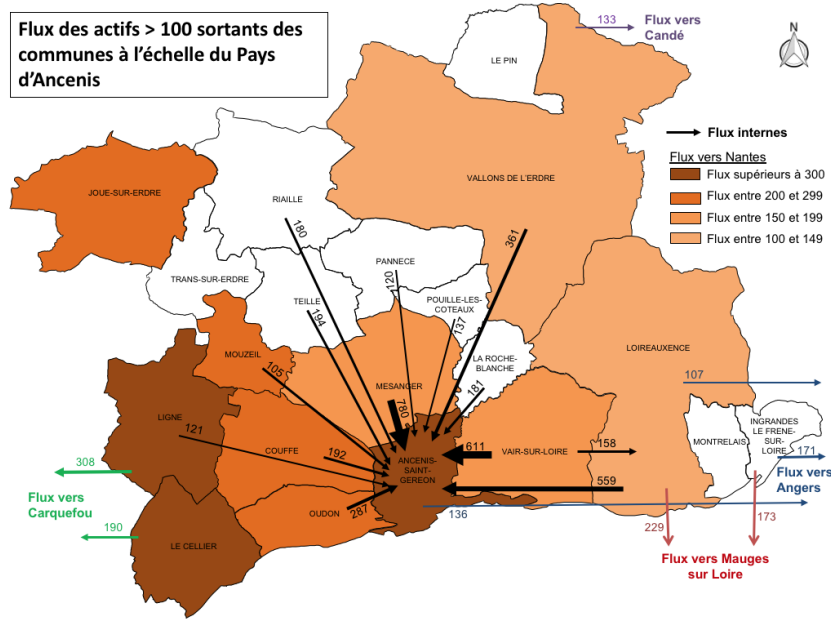 Flux des actifs > 100 sortants des
communes à l'échelle du Pays
d'Ancenis
133
Flux vers
Candé
N
LE PIN
Flux internes
Flux vers Nantes
Flux supérieurs à 300
Flux entre 200 et 299
Flux entre 150 et 199
Flux entre 100 et 149
JOUE-SUR-ERDRE
RIAILLE
VALLONS DE L'ERDRE
180
361
PANNECE
120
TRANS-SUR-ERDRE
TEILLE
194
POUILLE-LES-
COTEAUX
137
MOUZEIL
105
LA ROCHE-
BLANCHE
181
LOIREAUXENCE
107
MESANGER
780
LIGNE
121
COUFFE
192
ANCENIS-
SAINT-
GEREON
611
VAIR-SUR-LOIRE
158
MONTRELAIS
INGRANDES
LE FRENE-
SUR-
LOIRE
171
Flux vers
Angers
308
Flux vers
Carquefou
190
559
OUDON
287
136
LE CELLIER
229
173
Flux vers Mauges
sur Loire